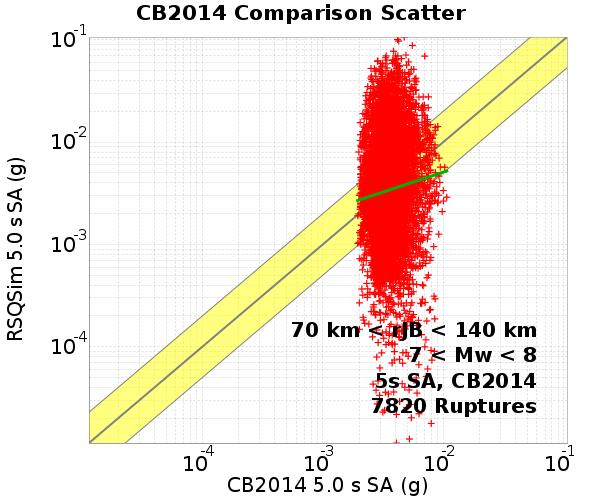 CB2014 Comparison Scatter
RSQSim 5.0 s SA (g)
10-1
10-2
10-3
10-4
70 km < rJB < 140 km
7 < Mw < 8
5s SA, CB2014
7820 Ruptures
10-4 10-3 10-2 10-1
CB2014 5.0 s SA (g)